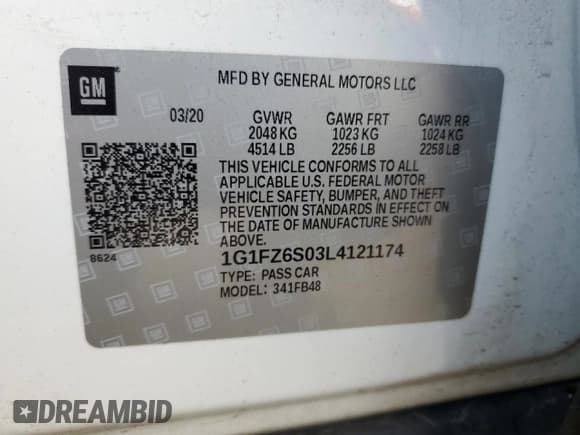 GM
MFD BY GENERAL MOTORS LLC
03/20 GVWR GAWR FRT GAWR RR
2048 KG 1023 KG 1024 KG
4514 LB 2256 LB 2258 LB
THIS VEHICLE CONFORMS TO ALL
APPLICABLE U.S. FEDERAL MOTOR
VEHICLE SAFETY, BUMPER, AND THEFT
PREVENTION STANDARDS IN EFFECT ON
THE DATE OF MANUFACTURE SHOWN
ABOVE.
8624
1G1FZ6S03L4121174
TYPE: PASS CAR
MODEL: 341FB48
DREAMBID